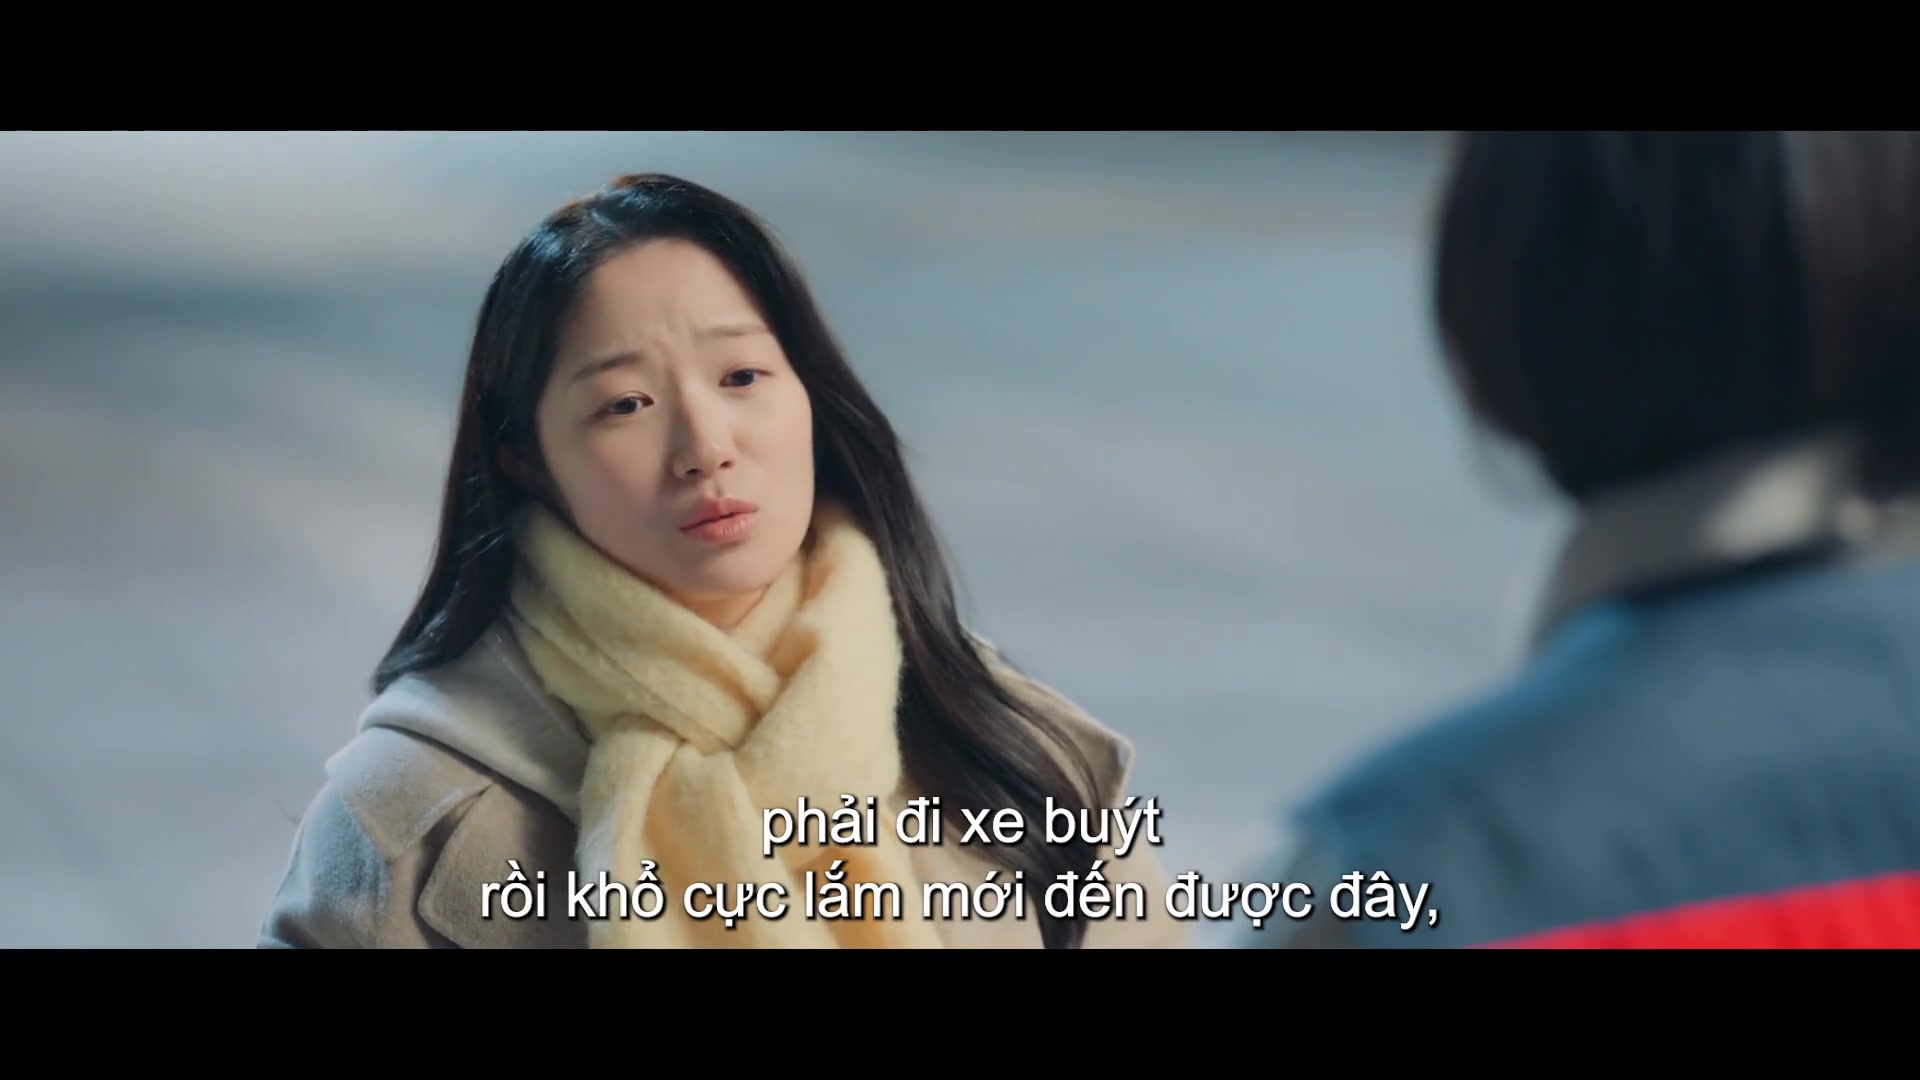 phải đi xe buýt
rồi khổ cực lắm mới đến được đây,